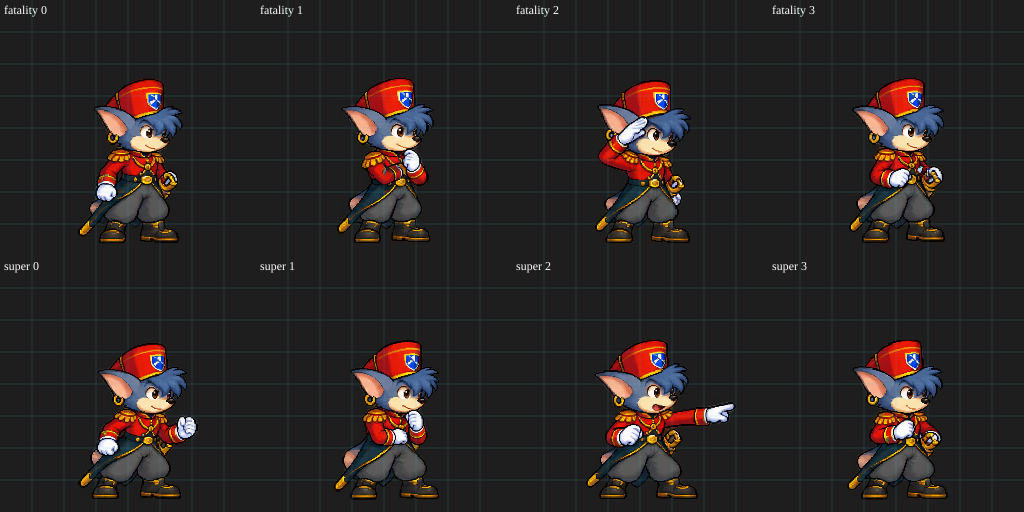 fatality 0
fatality 1
fatality 2
fatality 3
super 0
super 1
super 2
super 3